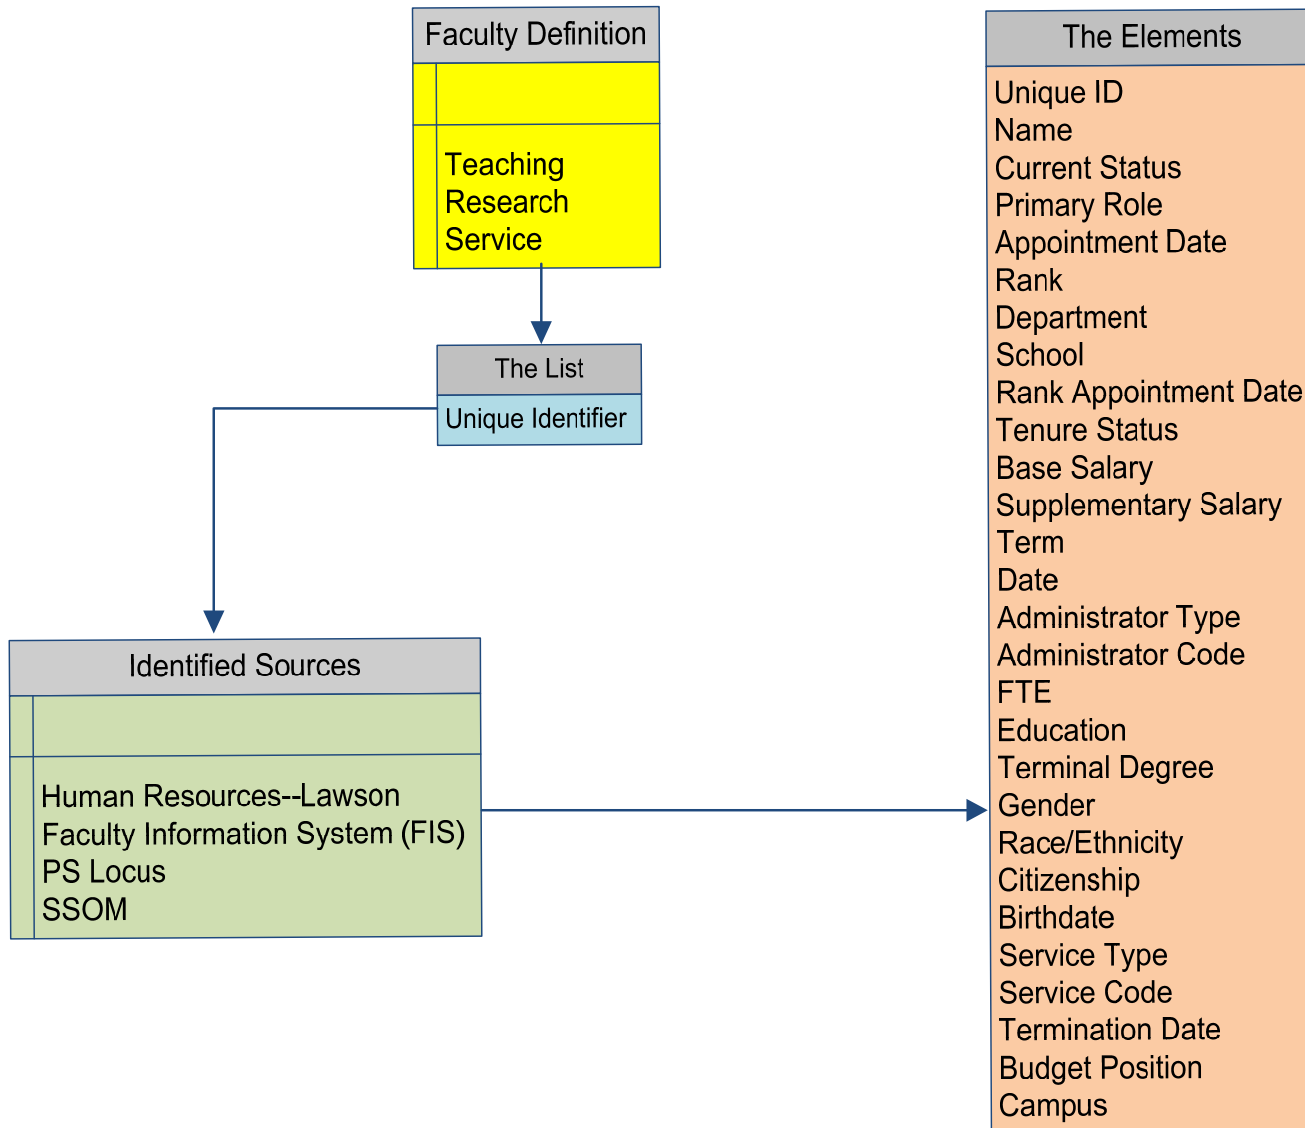 Faculty Definition
Teaching
Research
Service
The List
Unique Identifier
Identified Sources
Human Resources--Lawson
Faculty Information System (FIS)
PS Locus
SSOM
The Elements
Unique ID
Name
Current Status
Primary Role
Appointment Date
Rank
Department
School
Rank Appointment Date
Tenure Status
Base Salary
Supplementary Salary
Term
Date
Administrator Type
Administrator Code
FTE
Education
Terminal Degree
Gender
Race/Ethnicity
Citizenship
Birthdate
Service Type
Service Code
Termination Date
Budget Position
Campus